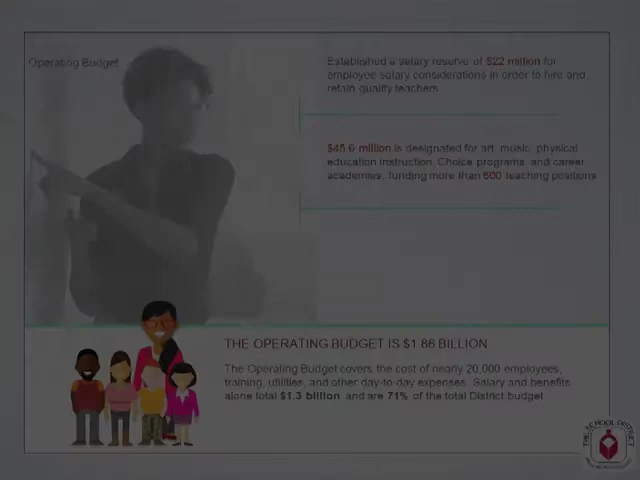 Operating Budget
Established a salary reserve of $22 million for
employee salary considerations in order to hire and
retain quality teachers
$45.6 million is designated for art, music, physical
education instruction, Choice programs, and career
academies, funding more than 600 teaching positions
THE OPERATING BUDGET IS $1.86 BILLION
The Operating Budget covers the cost of nearly 20,000 employees,
training, utilities, and other day-to-day expenses. Salary and benefits
alone total $1.3 billion and are 71% of the total District budget
THE SCHOOL DISTRICT